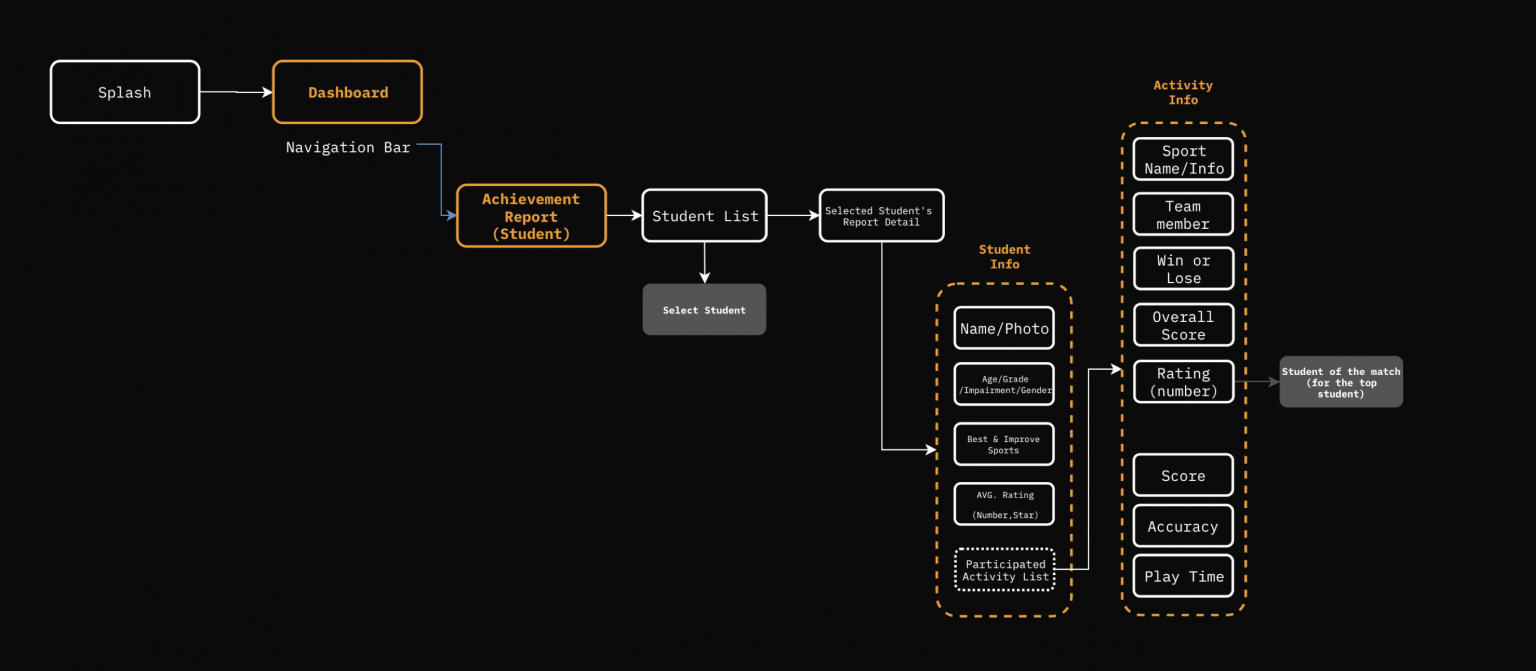 Splash
Dashboard
Navigation Bar
Achievement
Report
(Student)
Student List
Select Student
Selected Student's
Report Detail
Student
Info
Name/Photo
Age/Grade
/Impairment/Gender
Best & Improve
Sports
AVG. Rating
(Number,Star)
Participated
Activity List
Activity
Info
Sport
Name/Info
Team
member
Win or
Lose
Overall
Score
Rating
(number)
Student of the match
(for the top
student)
Score
Accuracy
Play Time